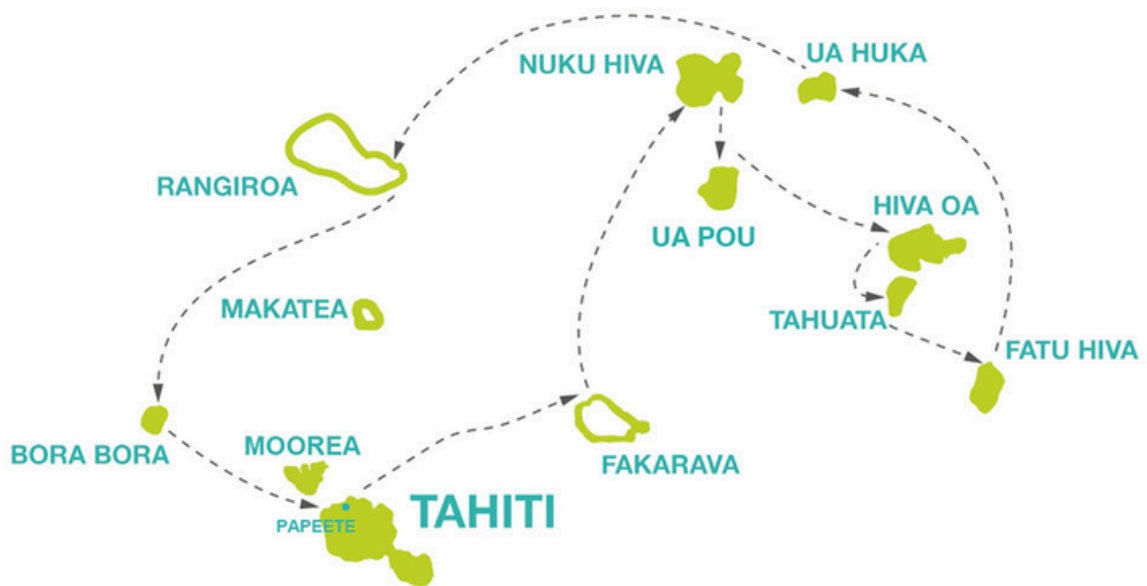 UA HUKA
NUKU HIVA
RANGIROA
HIVA OA
UA POU
MAKATEA
TAHUATA
FATU HIVA
BORA BORA
MOOREA
FAKARAVA
TAHITI
PAPEETE